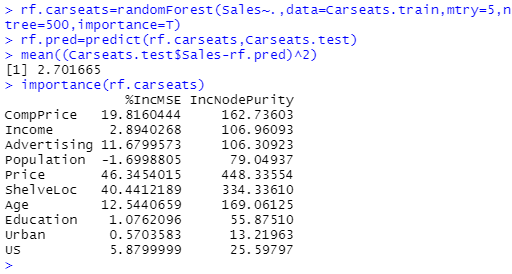 > rf.carseats=randomForest(Sales~.,data=Carseats.train,mtry=5,n
tree=500,importance=T)
> rf.pred=predict(rf.carseats,Carseats.test)
> mean((Carseats.test$Sales-rf.pred)^2)
[1] 2.701665
> importance(rf.carseats)
%IncMSE IncNodePurity
CompPrice 19.8160444 162.73603
Income 2.8940268 106.96093
Advertising 11.6799573 106.30923
Population -1.6998805 79.04937
Price 46.3454015 448.33554
ShelveLoc 40.4412189 334.33610
Age 12.5440659 169.06125
Education 1.0762096 55.87510
Urban 0.5703583 13.21963
US 5.8799999 25.59797
>